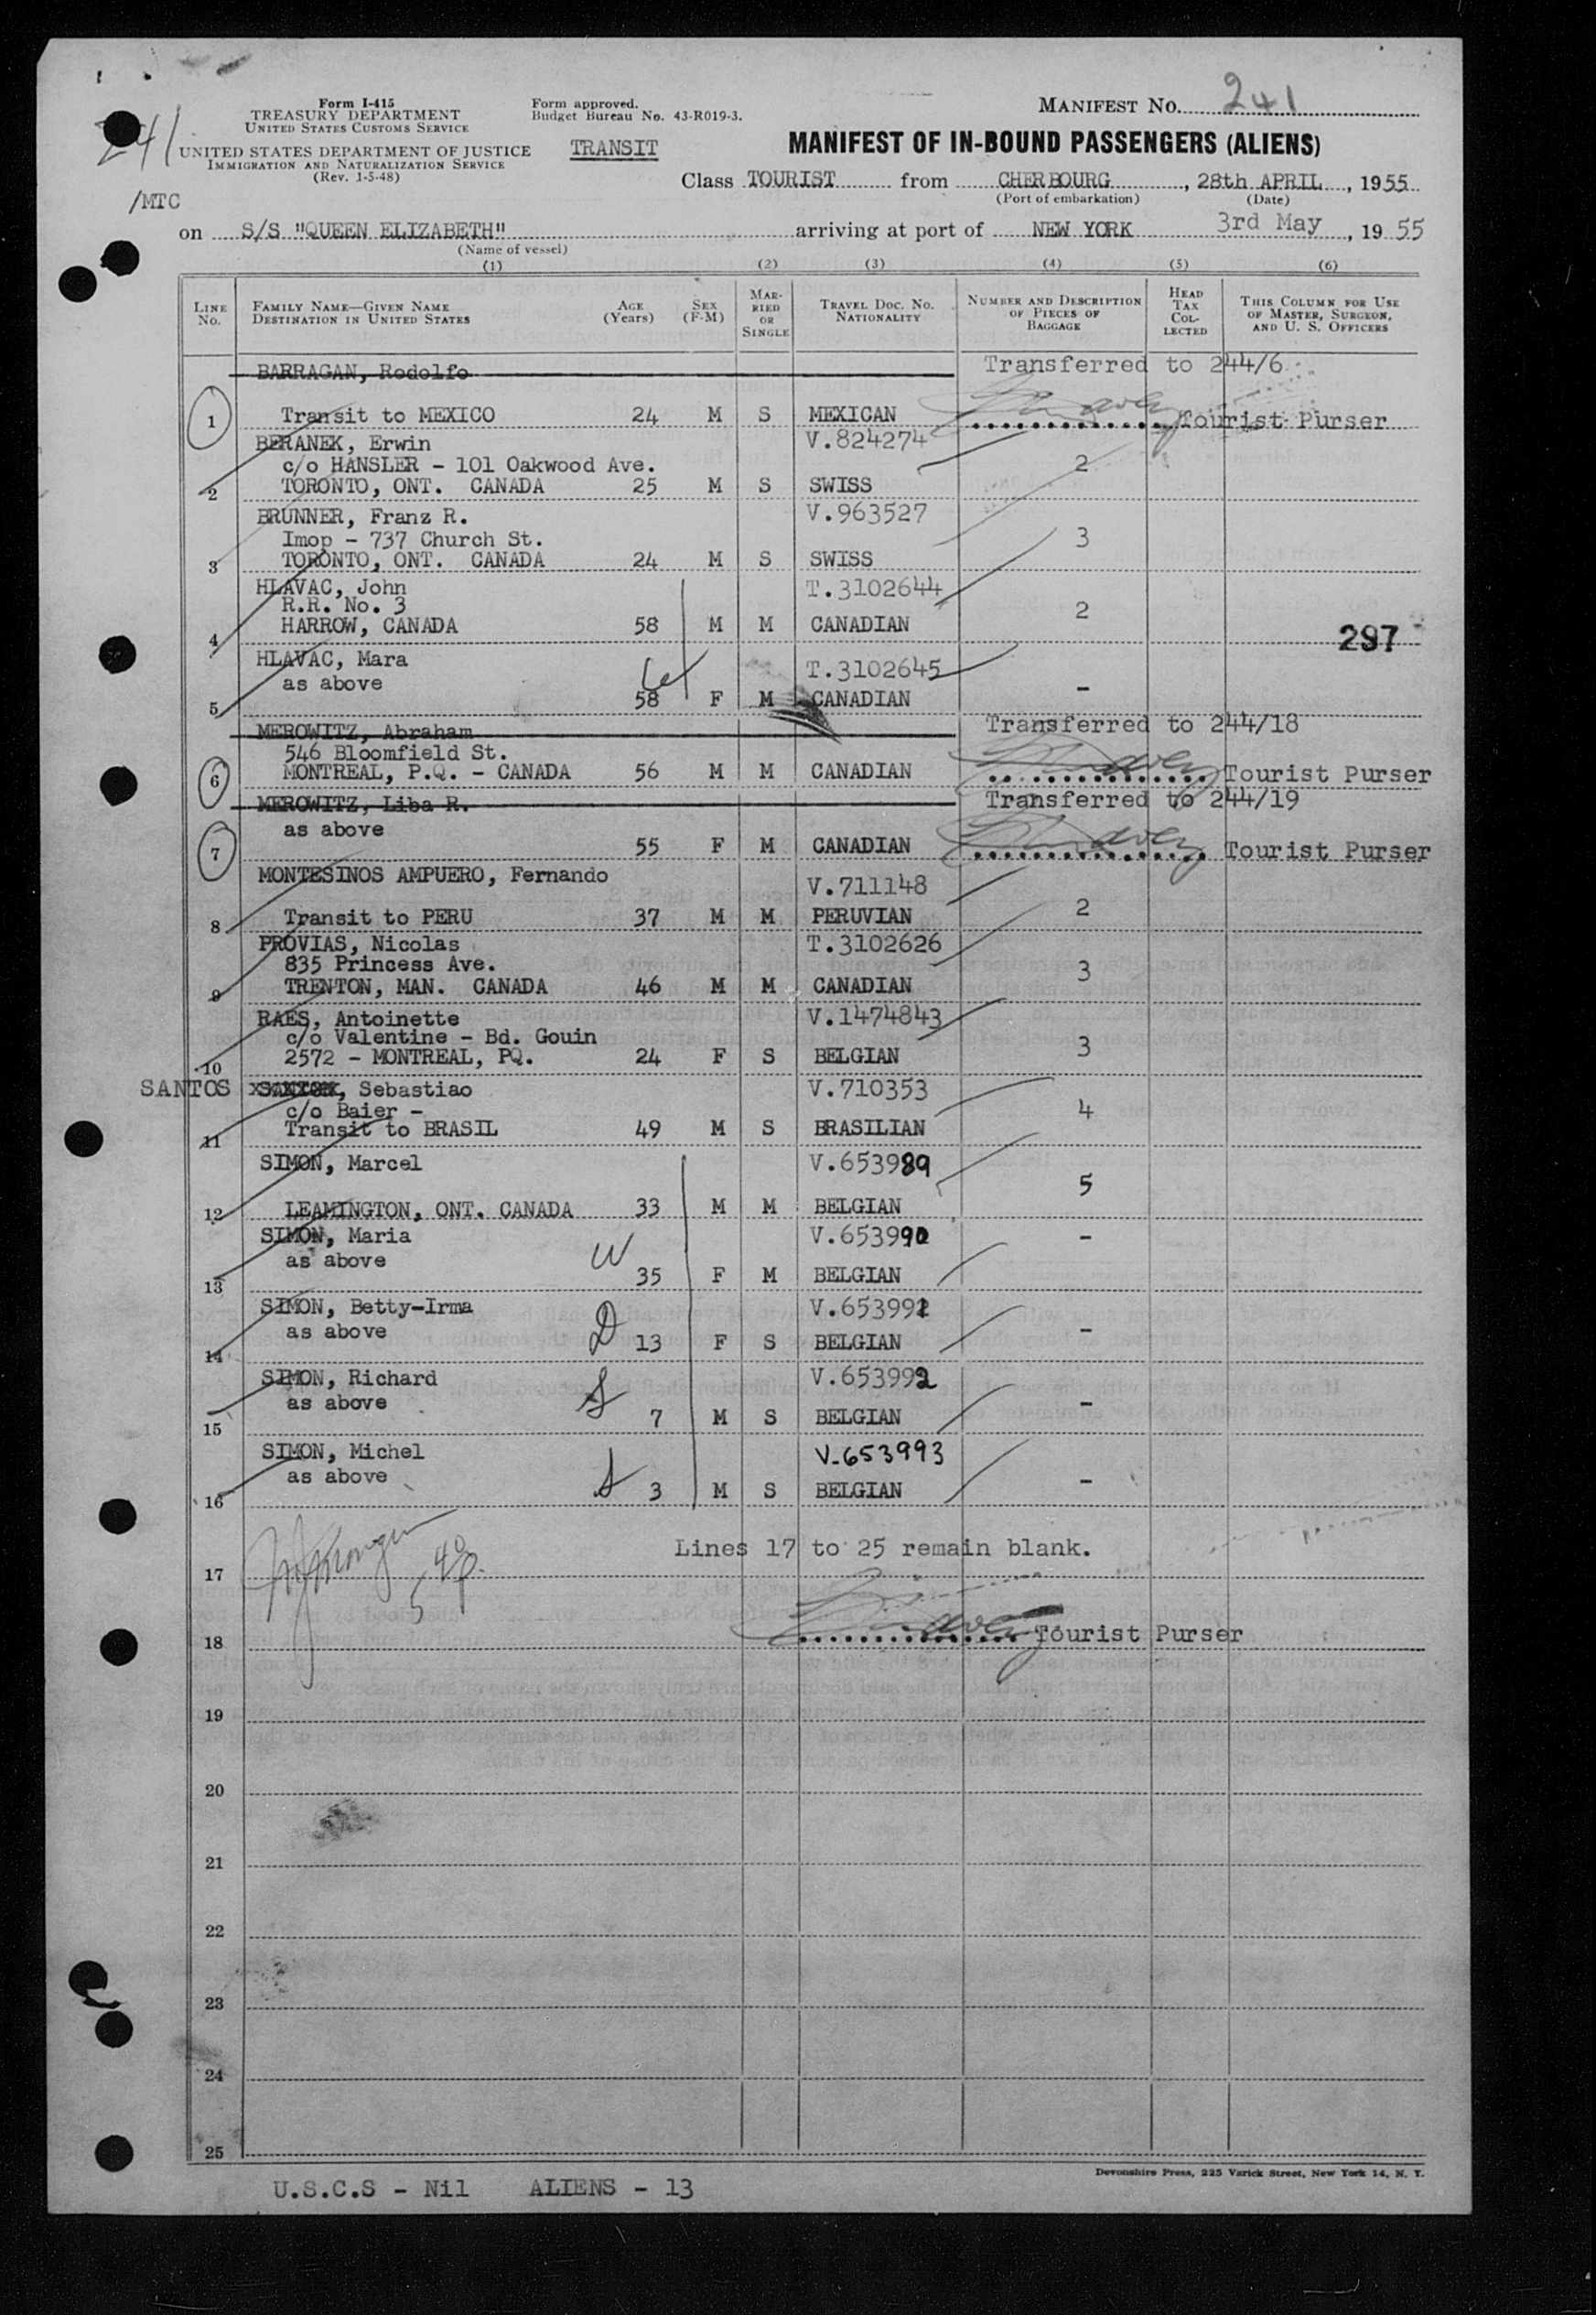 Form I-415
TREASURY DEPARTMENT
UNITED STATES CUSTOMS SERVICE
UNITED STATES DEPARTMENT OF JUSTICE
IMMIGRATION AND NATURALIZATION SERVICE
(Rev. 1-5-48)
Form approved.
Budget Bureau No. 43-R019-3.
TRANSIT
MANIFEST No. 241
241
MANIFEST OF IN-BOUND PASSENGERS (ALIENS)
Class TOURIST from CHERBOURG, 28th APRIL, 1955
(Port of embarkation) (Date)
/MTC
on S/S "QUEEN ELIZABETH" arriving at port of NEW YORK 3rd May, 1955
(Name of vessel)
(1) (2) (3) (4) (5) (6)
LINE No. FAMILY NAME—GIVEN NAME DESTINATION IN UNITED STATES AGE (Years) SEX (F-M) MARRIED OR SINGLE TRAVEL DOC. NO. NATIONALITY NUMBER AND DESCRIPTION OF PIECES OF BAGGAGE HEAD TAX COLLECTED THIS COLUMN FOR USE OF MASTER, SURGEON, AND U. S. OFFICERS
BARRAGAN, Rodolfo Transferred to 244/6
1 Transit to MEXICO 24 M S MEXICAN Tourist Purser
BERANEK, Erwin V.824274
c/o HANSLER - 101 Oakwood Ave. 2
2 TORONTO, ONT. CANADA 25 M S SWISS
BRUNNER, Franz R. V.963527
Imop - 737 Church St. 3
3 TORONTO, ONT. CANADA 24 M S SWISS
HLAVAC, John T.3102644
R.R. No. 3 2
4 HARROW, CANADA 58 M M CANADIAN 297
HLAVAC, Mara T.3102645
as above W -
5 58 F M CANADIAN
MEROWITZ, Abraham Transferred to 244/18
546 Bloomfield St.
6 MONTREAL, P.Q. - CANADA 56 M M CANADIAN Tourist Purser
MEROWITZ, Liba R. Transferred to 244/19
as above
7 55 F M CANADIAN Tourist Purser
MONTESINOS AMPUERO, Fernando V.711148
8 Transit to PERU 37 M M PERUVIAN 2
PROVIAS, Nicolas T.3102626
835 Princess Ave. 3
9 TRENTON, MAN. CANADA 46 M M CANADIAN
RAES, Antoinette V.1474843
c/o Valentine - Bd. Gouin 3
10 2572 - MONTREAL, PQ. 24 F S BELGIAN
SANTOS , Sebastiao V.710353
c/o Baier - 4
11 Transit to BRASIL 49 M S BRASILIAN
SIMON, Marcel V.653989
5
12 LEAMINGTON, ONT. CANADA 33 M M BELGIAN
SIMON, Maria V.653990
as above W -
13 35 F M BELGIAN
SIMON, Betty-Irma V.653991
as above D -
14 13 F S BELGIAN
SIMON, Richard V.653992
as above S -
15 7 M S BELGIAN
SIMON, Michel V-653993
as above S -
16 3 M S BELGIAN
Lines 17 to 25 remain blank.
17
18 Tourist Purser
19
20
21
22
23
24
25
Devonshire Press, 225 Varick Street, New York 14, N. Y.
U.S.C.S - Nil ALIENS - 13